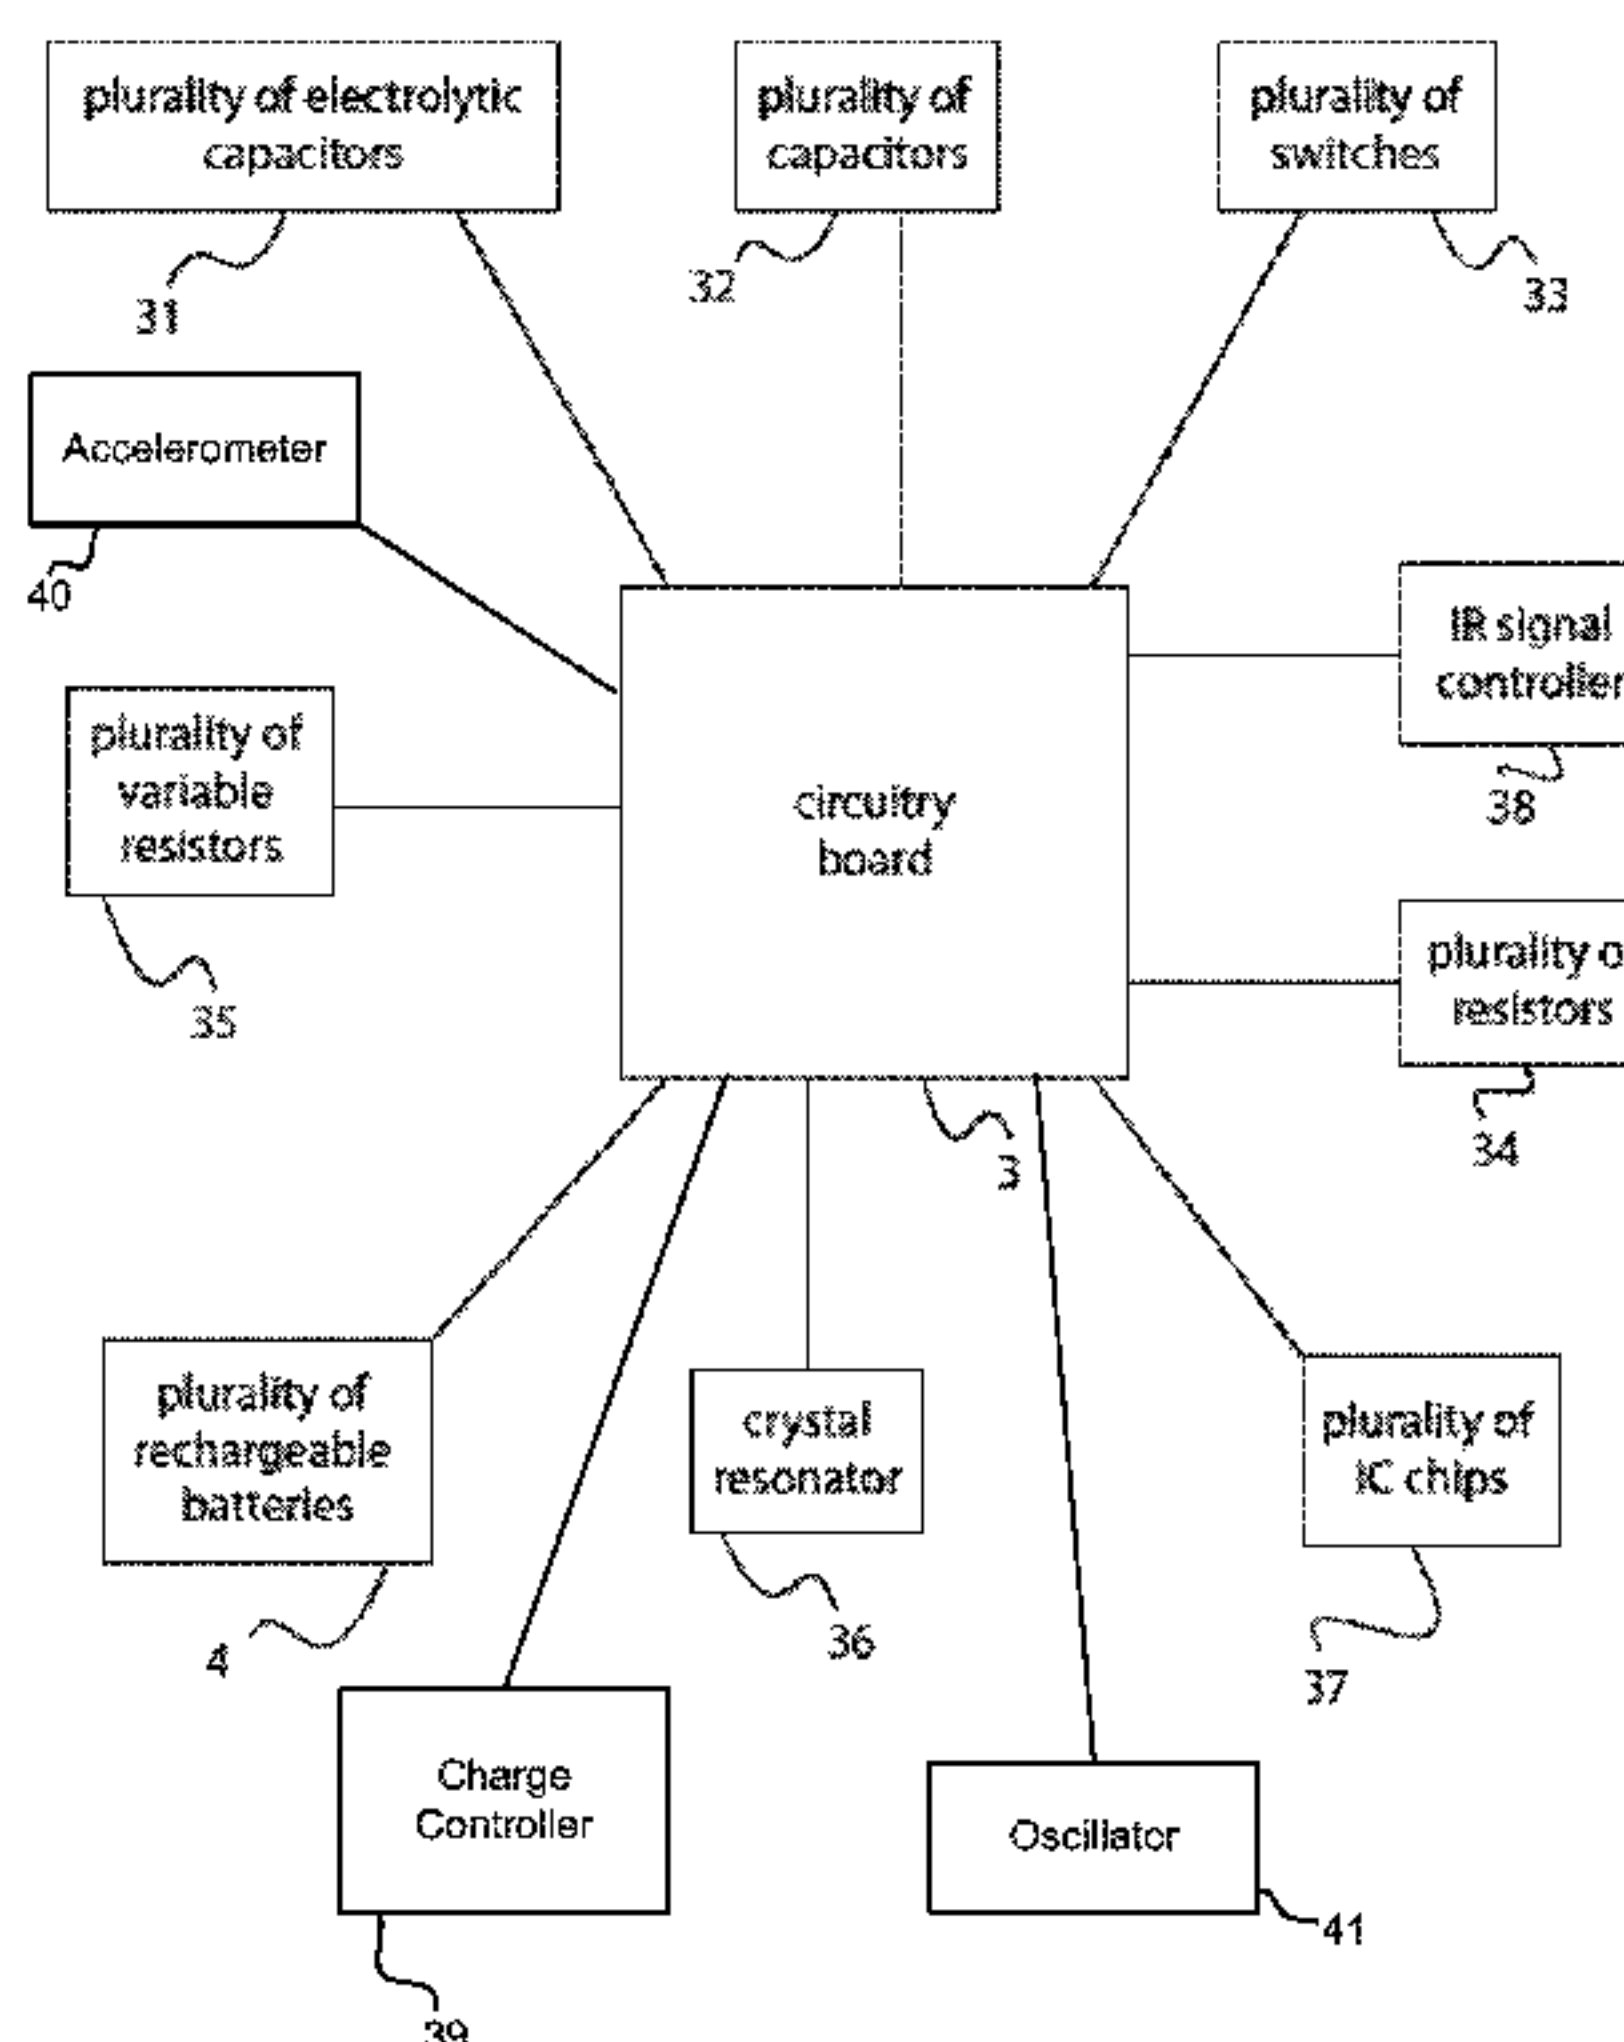 plurality of electrolytic
capacitors
plurality of
capacitors
plurality of
switches
31
32
33
Accelerometer
40
IR signal
controller
38
plurality of
variable
resistors
35
circuitry
board
3
plurality o
resistors
34
plurality of
rechargeable
batteries
4
crystal
resonator
36
plurality of
IC chips
37
Charge
Controller
39
Oscillator
41